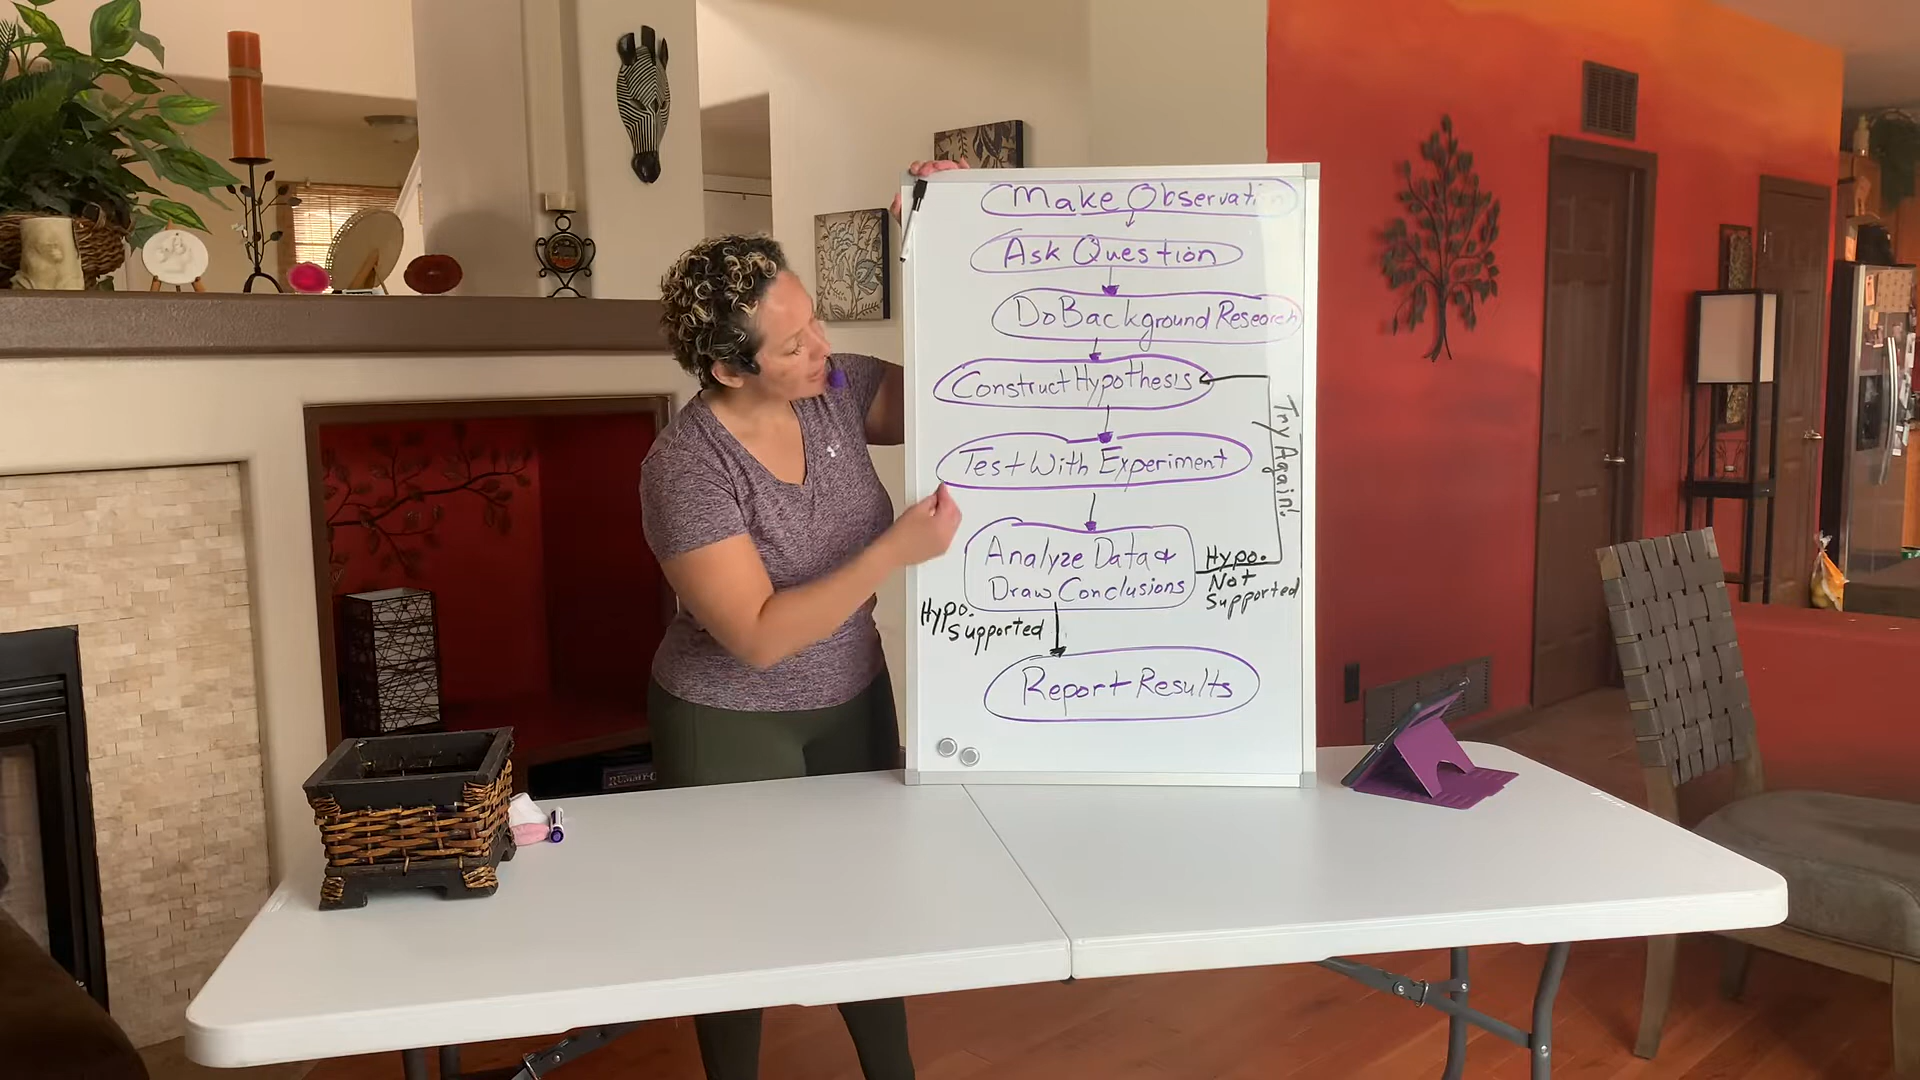 Make Observati
Ask Question
Do Background Research
Construct Hypothesis
Test With Experiment
Try Again!
Analyze Data &
Draw Conclusions
Hypo.
Not
Supported
Hypo.
Supported
Report Results
RUMMY-